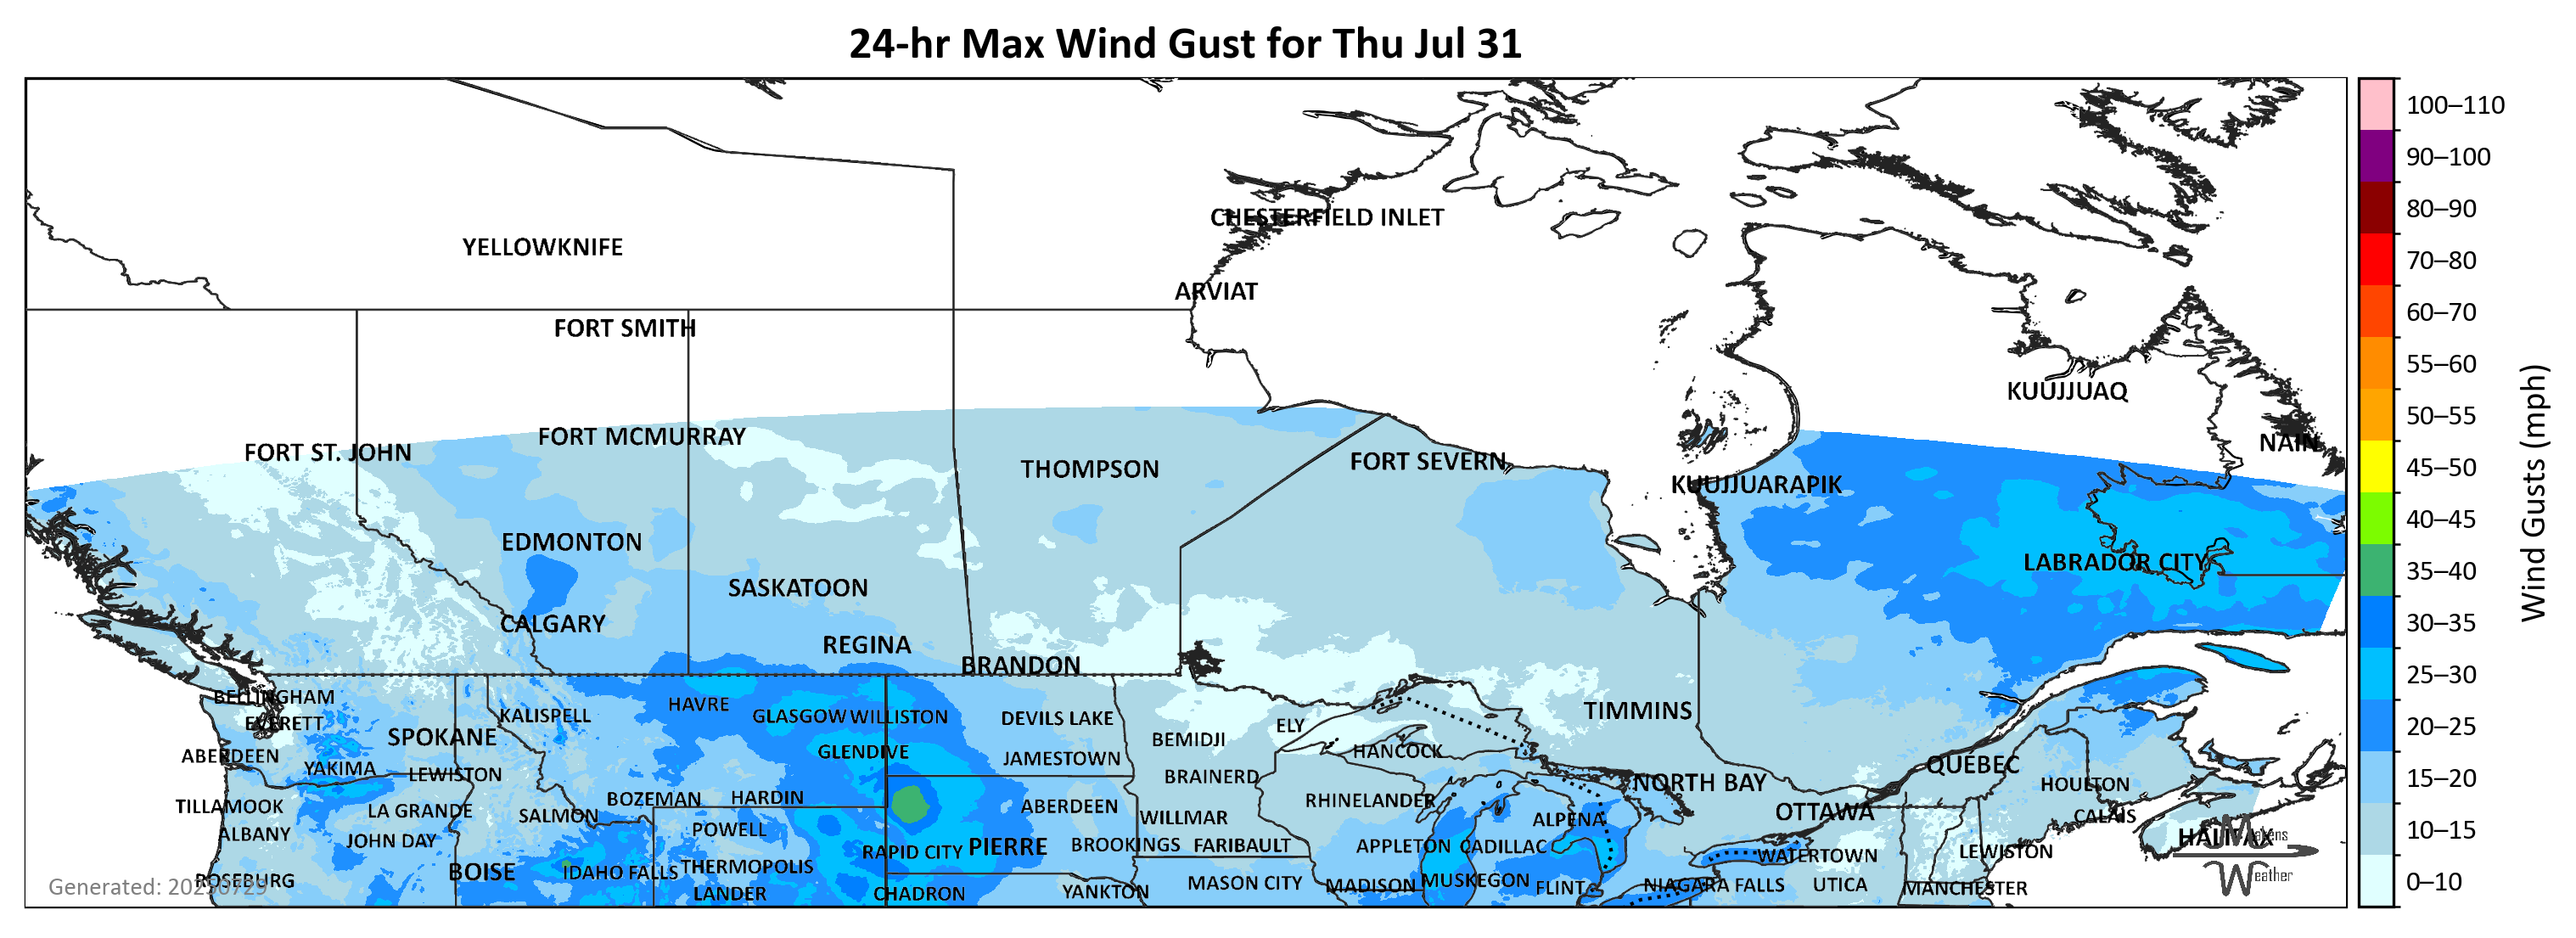 24-hr Max Wind Gust for Thu Jul 31
100–110
90–100
80–90
CHESTERFIELD INLET
YELLOWKNIFE
70–80
ARVIAT
60–70
FORT SMITH
55–60
KUUJJUAQ
50–55
FORT MCMURRAY
NAIN
FORT ST. JOHN
FORT SEVERN
THOMPSON
45–50
KUUJJUARAPIK
40–45
EDMONTON
LABRADOR CITY
35–40
SASKATOON
CALGARY
30–35
REGINA
BRANDON
25–30
Wind Gusts (mph)
BELLINGHAM
HAVRE
TIMMINS
KALISPELL
GLASGOW
WILLISTON
DEVILS LAKE
EVERETT
ELY
20–25
SPOKANE
BEMIDJI
GLENDIVE
HANCOCK
ABERDEEN
JAMESTOWN
QUÉBEC
YAKIMA
LEWISTON
BRAINERD
15–20
NORTH BAY
HOULTON
BOZEMAN
HARDIN
RHINELANDER
TILLAMOOK
ABERDEEN
LA GRANDE
OTTAWA
SALMON
WILLMAR
CALAIS
ALPENA
10–15
POWELL
ALBANY
HALIFAX
Makens
JOHN DAY
BROOKINGS
FARIBAULT
APPLETON
CADILLAC
PIERRE
RAPID CITY
LEWISTON
WATERTOWN
THERMOPOLIS
BOISE
IDAHO FALLS
Weather
ROSEBURG
MUSKEGON
0–10
MASON CITY
MADISON
NIAGARA FALLS
UTICA
Generated: 20250729
FLINT
MANCHESTER
YANKTON
LANDER
CHADRON